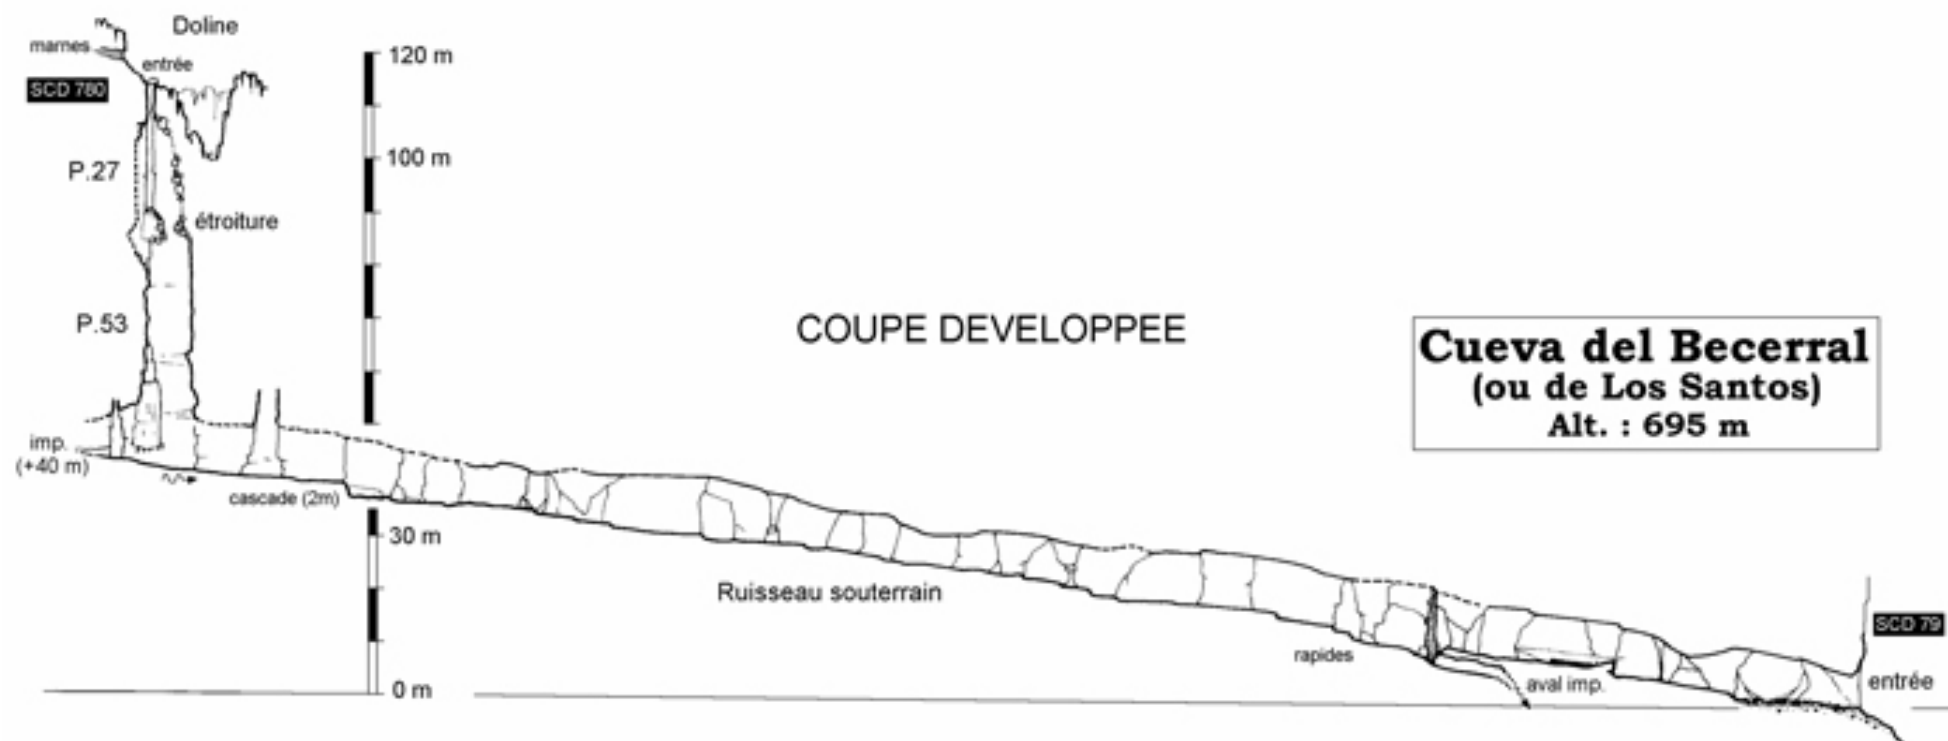 Doline
marnes
entrée
SCD 780
120 m
100 m
P.27
étroiture
P.53
COUPE DEVELOPPEE
Cueva del Becerral
(ou de Los Santos)
Alt. : 695 m
imp.
(+40 m)
cascade (2m)
30 m
Ruisseau souterrain
SCD 79
rapides
aval imp.
entrée
0 m